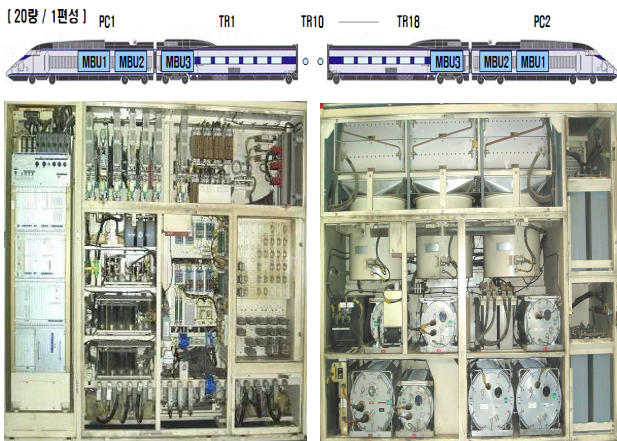 [ 20량 / 1편성 ]
PC1 TR1 TR10 TR18 PC2
MBU1 MBU2 MBU3 MBU3 MBU2 MBU1